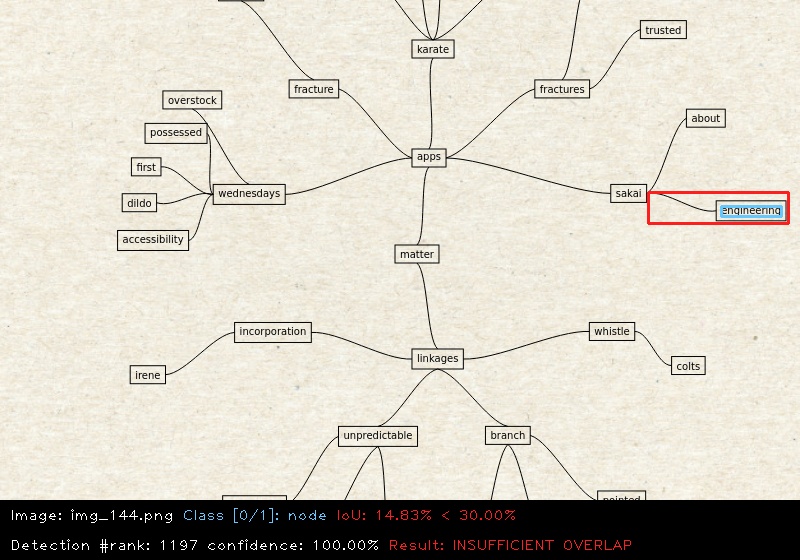 karate
trusted
fracture
fractures
overstock
about
possessed
apps
first
wednesdays
sakai
dildo
engineering
accessibility
matter
incorporation
whistle
linkages
irene
colts
unpredictable
branch
pointed
Image: img_144.png Class [0/1]: node IoU: 14.83% < 30.00%
Detection #rank: 1197 confidence: 100.00% Result: INSUFFICIENT OVERLAP